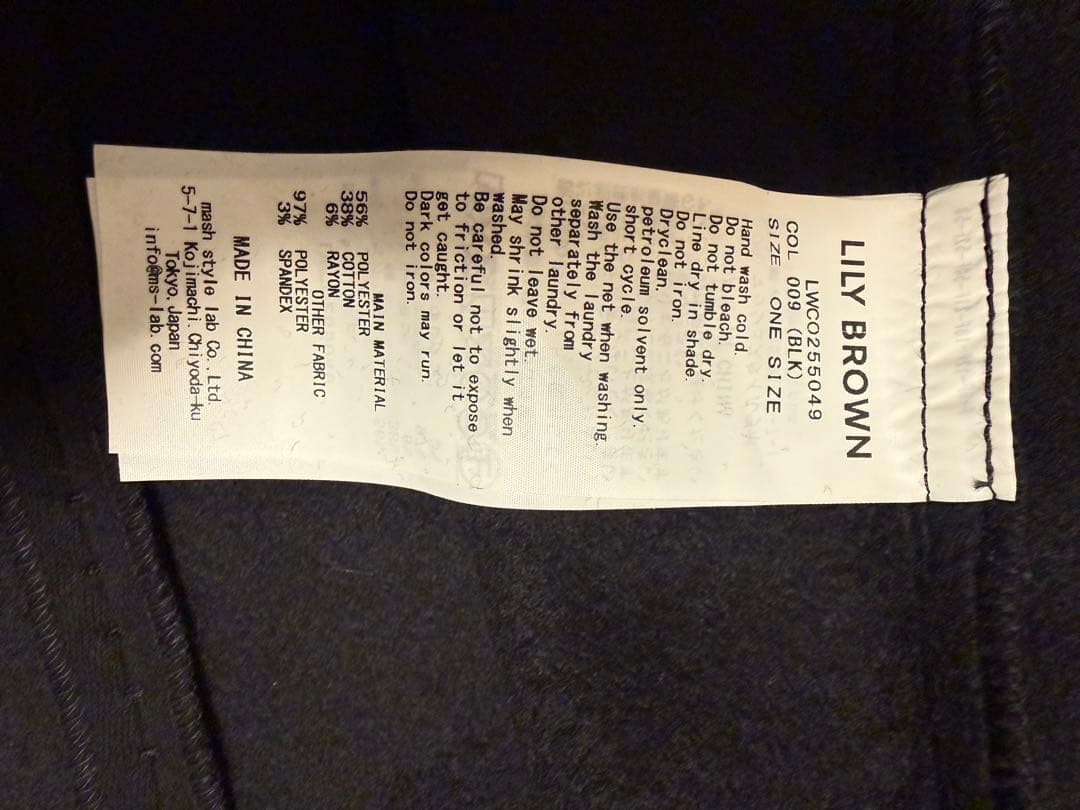 LILY BROWN
LWCO255049
COL 009 (BLK)
SIZE ONE SIZE
Hand wash cold.
Do not bleach.
Do not tumble dry.
Line dry in shade.
Do not iron.
Dryclean,
petroleum solvent only.
short cycle.
Use the net when washing.
Wash the laundry
separately from
other laundry.
Do not leave wet.
May shrink slightly when
washed.
Be careful not to expose
to friction or let it
get caught.
Dark colors may run.
Do not iron.
MAIN MATERIAL
56% POLYESTER
38% COTTON
6% RAYON
OTHER FABRIC
97% POLYESTER
3% SPANDEX
MADE IN CHINA
mash style lab Co., Ltd.
5-7-1 Kojimachi, Chiyoda-ku
Tokyo, Japan
info@ms-lab.com